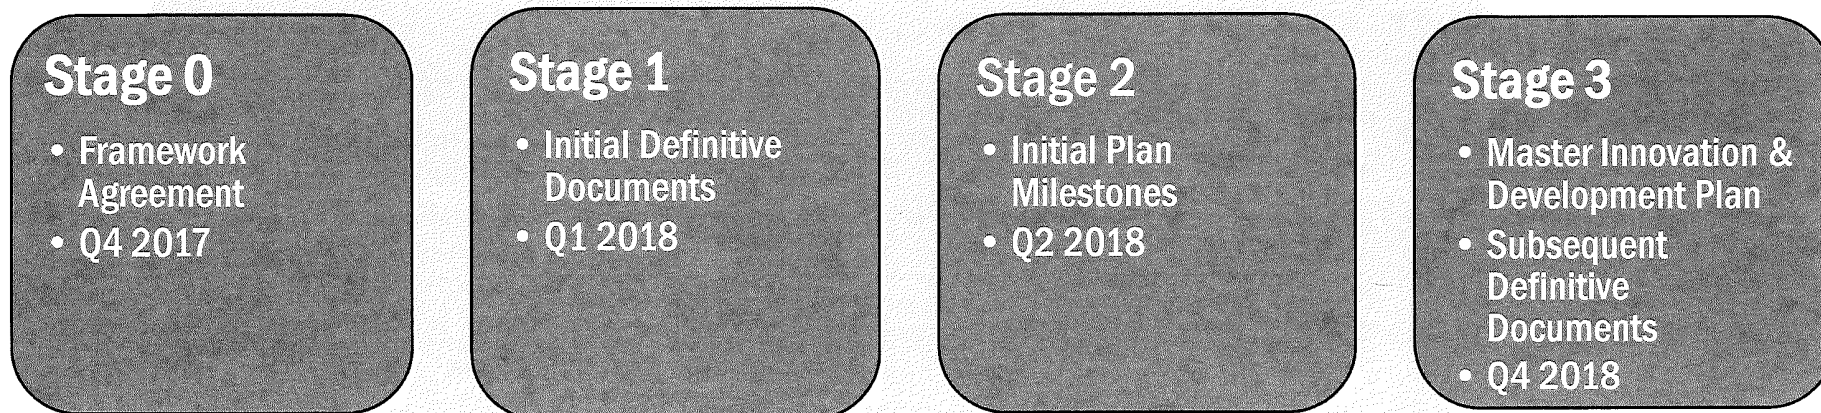 Stage 0
• Framework
Agreement
• Q4 2017
Stage 1
• Initial Definitive
Documents
• Q1 2018
Stage 2
• Initial Plan
Milestones
• Q2 2018
Stage 3
• Master Innovation &
Development Plan
• Subsequent
Definitive
Documents
• Q4 2018